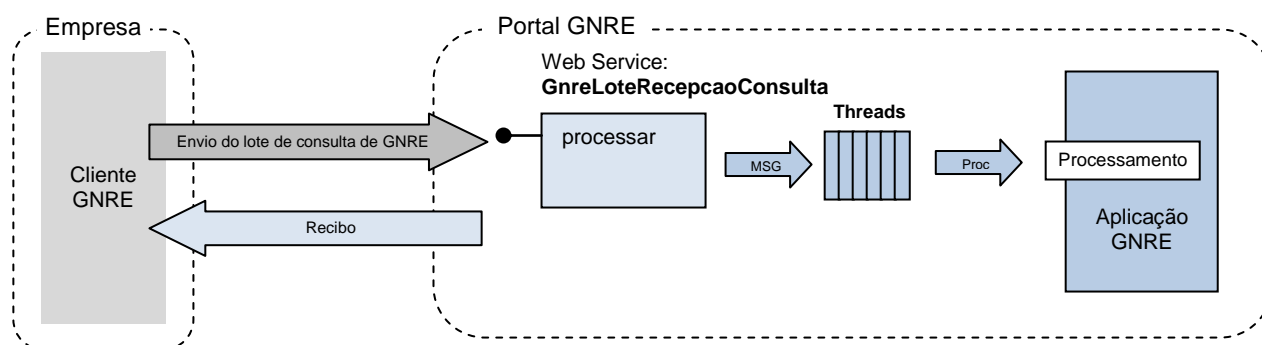 Empresa
Portal GNRE
Web Service:
GnreLoteRecepcaoConsulta
Threads
Envio do lote de consulta de GNRE
processar
MSG
Proc
Processamento
Cliente
GNRE
Recibo
Aplicação
GNRE